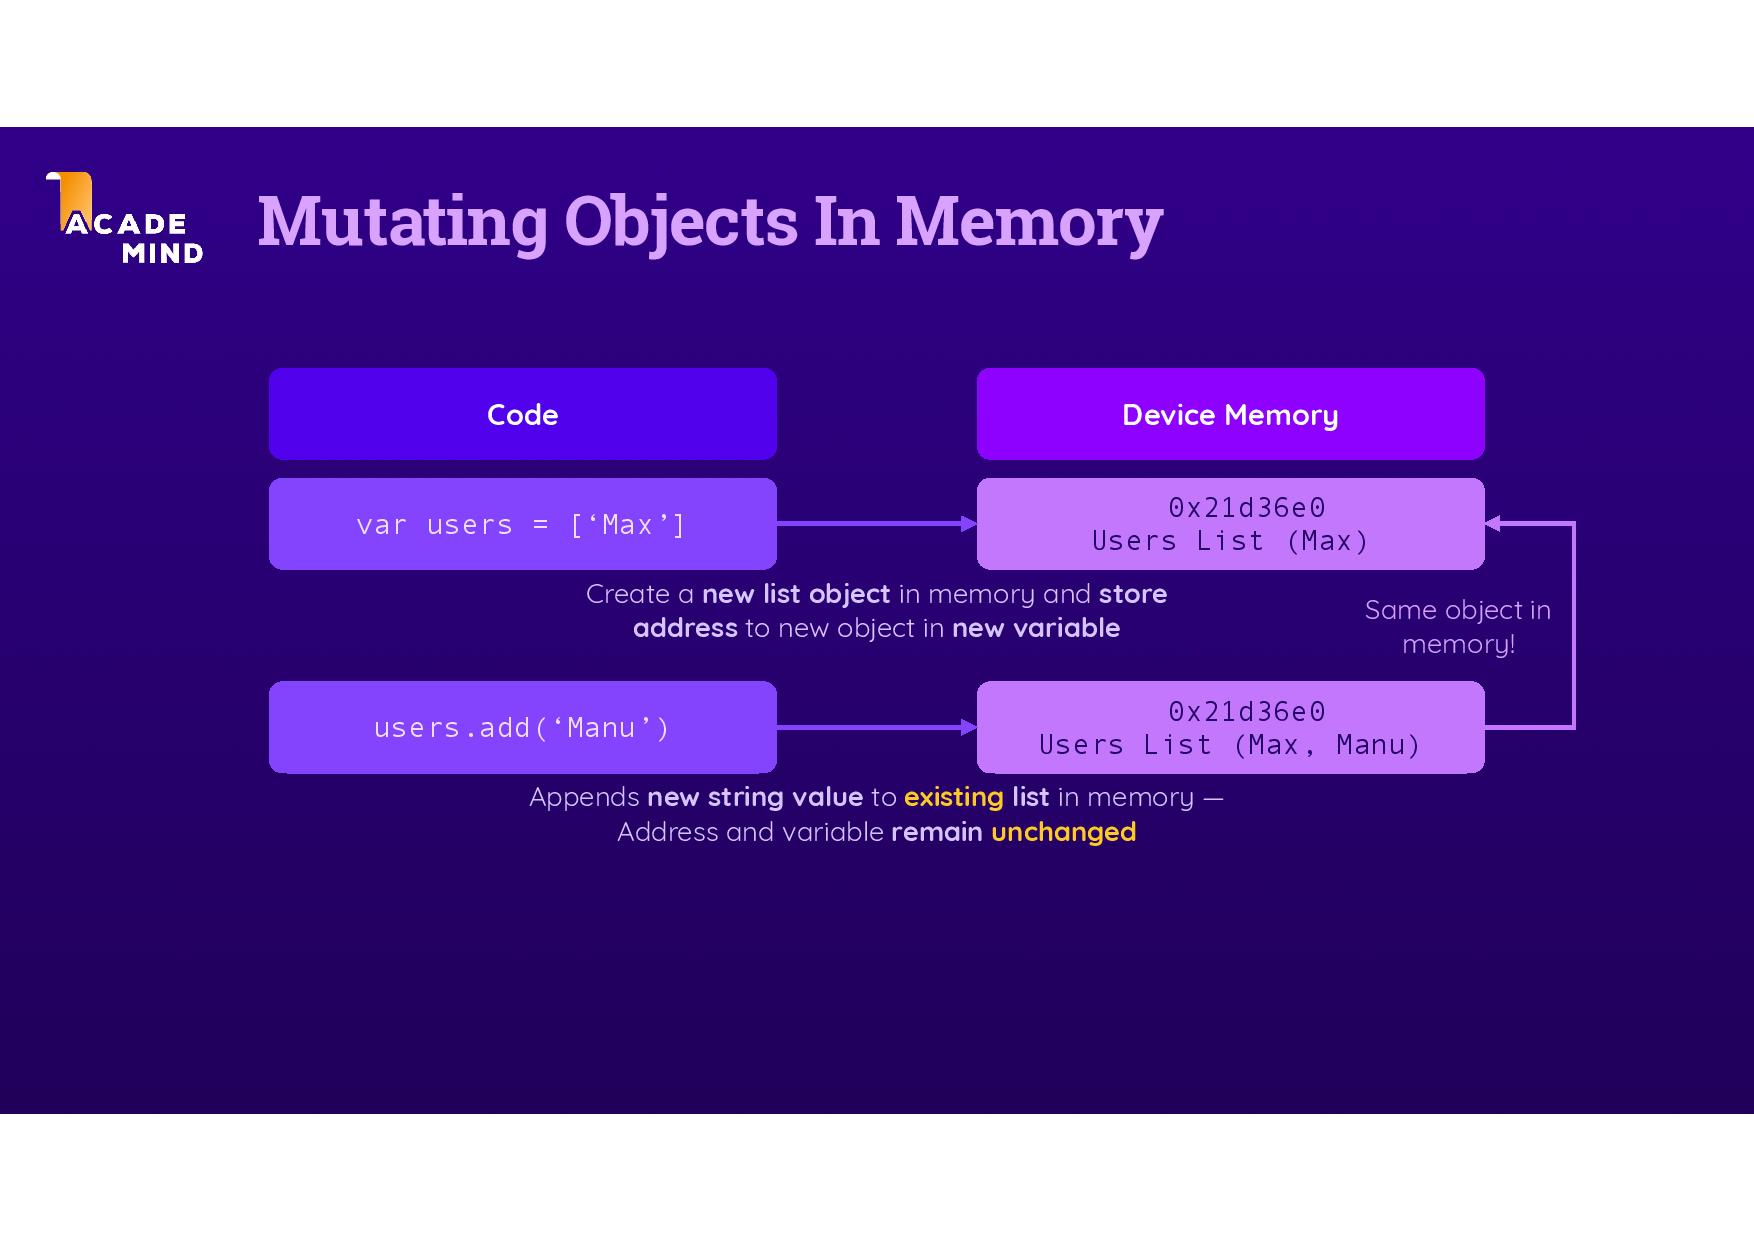 ACADE
MIND
Mutating Objects In Memory
Code
Device Memory
var users = [‘Max’]
0x21d36e0
Users List (Max)
Create a new list object in memory and store
address to new object in new variable
Same object in
memory!
users.add(‘Manu’)
0x21d36e0
Users List (Max, Manu)
Appends new string value to existing list in memory —
Address and variable remain unchanged